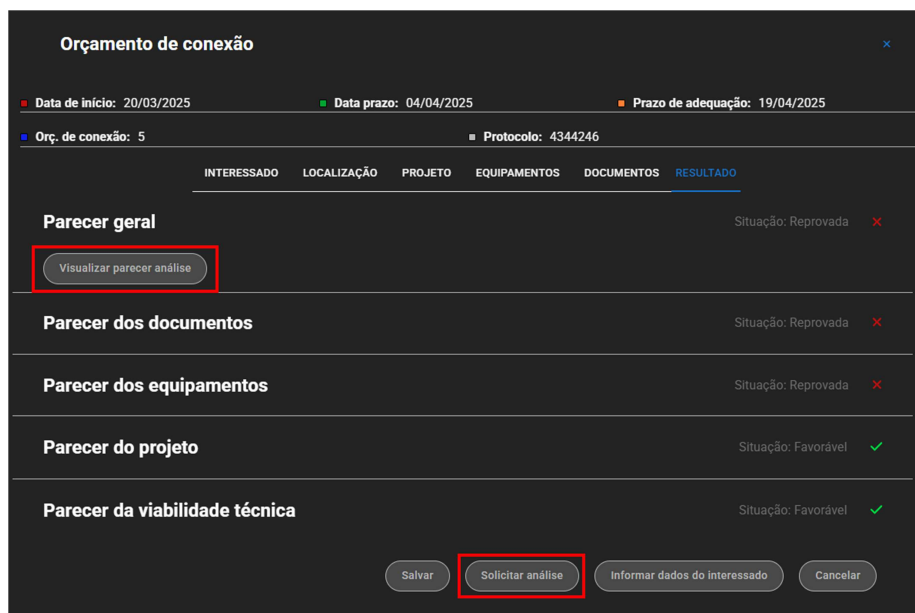 Orçamento de conexão ×
Data de início: 20/03/2025 Data prazo: 04/04/2025 Prazo de adequação: 19/04/2025
Orç. de conexão: 5 Protocolo: 4344246
INTERESSADO LOCALIZAÇÃO PROJETO EQUIPAMENTOS DOCUMENTOS RESULTADO
Parecer geral Situação: Reprovada
Visualizar parecer análise
Parecer dos documentos Situação: Reprovada
Parecer dos equipamentos Situação: Reprovada
Parecer do projeto Situação: Favorável
Parecer da viabilidade técnica Situação: Favorável
Salvar Solicitar análise Informar dados do interessado Cancelar